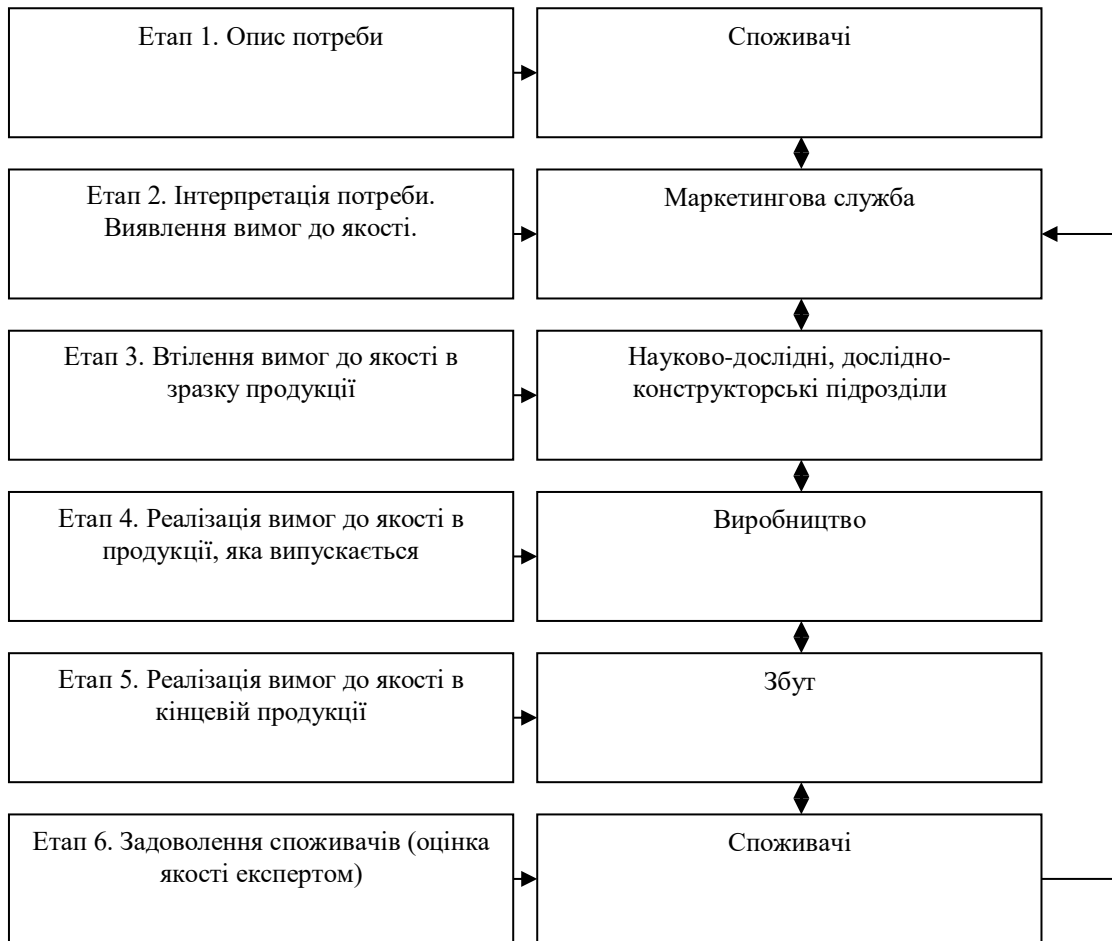 Етап 1. Опис потреби
Споживачі
Етап 2. Інтерпретація потреби.
Виявлення вимог до якості.
Маркетингова служба
Етап 3. Втілення вимог до якості в
зразку продукції
Науково-дослідні, дослідно-
конструкторські підрозділи
Етап 4. Реалізація вимог до якості в
продукції, яка випускається
Виробництво
Етап 5. Реалізація вимог до якості в
кінцевій продукції
Збут
Етап 6. Задоволення споживачів (оцінка
якості експертом)
Споживачі